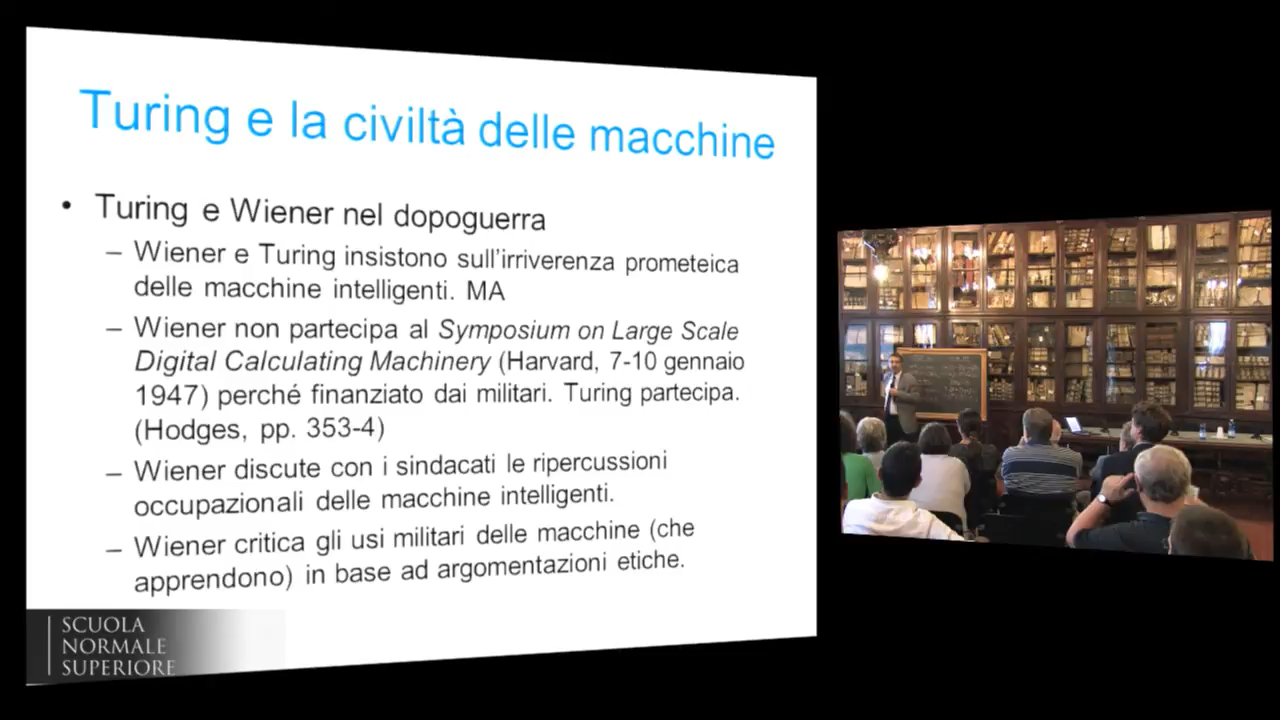 Turing e la civiltà delle macchine
• Turing e Wiener nel dopoguerra
– Wiener e Turing insistono sull'irriverenza prometeica
delle macchine intelligenti. MA
– Wiener non partecipa al Symposium on Large Scale
Digital Calculating Machinery (Harvard, 7-10 gennaio
1947) perché finanziato dai militari. Turing partecipa.
(Hodges, pp. 353-4)
– Wiener discute con i sindacati le ripercussioni
occupazionali delle macchine intelligenti.
– Wiener critica gli usi militari delle macchine (che
apprendono) in base ad argomentazioni etiche.
SCUOLA
NORMALE
SUPERIORE